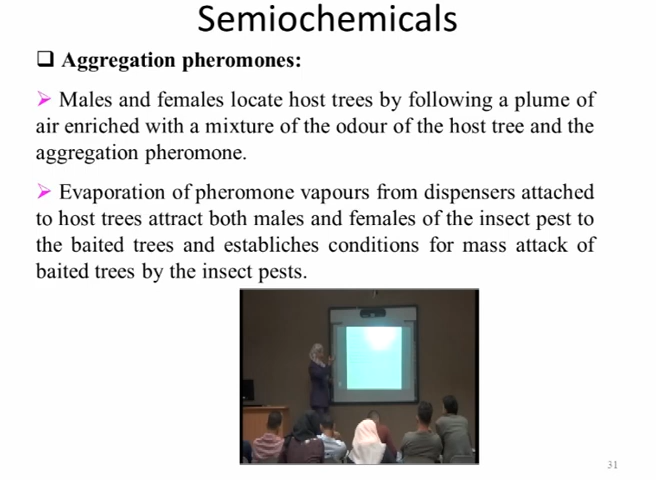 Semiochemicals
❑ Aggregation pheromones:
➢ Males and females locate host trees by following a plume of
air enriched with a mixture of the odour of the host tree and the
aggregation pheromone.
➢ Evaporation of pheromone vapours from dispensers attached
to host trees attract both males and females of the insect pest to
the baited trees and establiches conditions for mass attack of
baited trees by the insect pests.
31